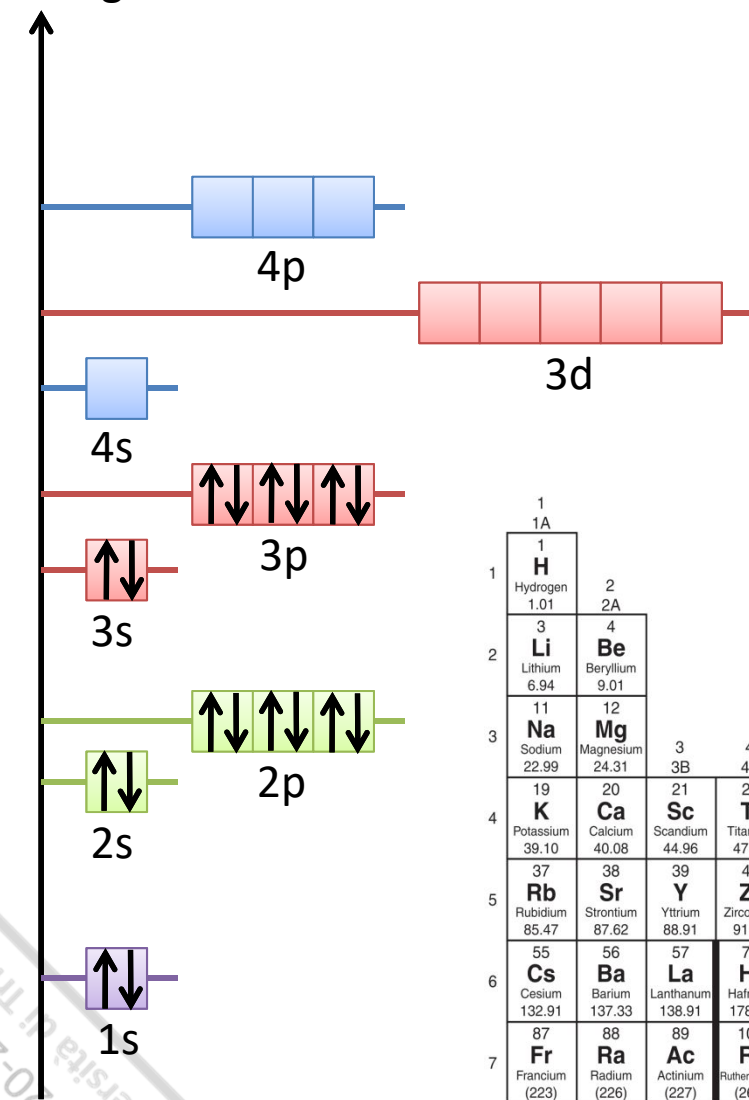 4p
3d
4s
3p
3s
2p
2s
1s
1
1A
1
H
Hydrogen
1.01
2
2A
1
3
Li
Lithium
6.94
4
Be
Beryllium
9.01
2
11
Na
Sodium
22.99
12
Mg
Magnesium
24.31
3
3
3B
4
19
K
Potassium
39.10
20
Ca
Calcium
40.08
21
Sc
Scandium
44.96
4
37
Rb
Rubidium
85.47
38
Sr
Strontium
87.62
39
Y
Yttrium
88.91
5
55
Cs
Cesium
132.91
56
Ba
Barium
137.33
57
La
Lanthanum
138.91
6
87
Fr
Francium
(223)
88
Ra
Radium
(226)
89
Ac
Actinium
(227)
7